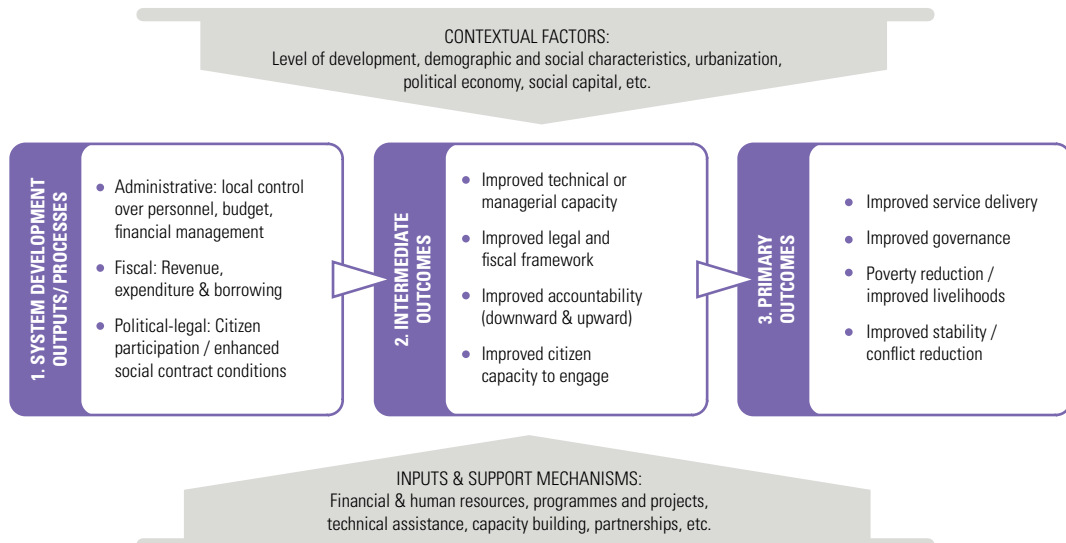 CONTEXTUAL FACTORS:
Level of development, demographic and social characteristics, urbanization,
political economy, social capital, etc.
1. SYSTEM DEVELOPMENT
OUTPUTS/ PROCESSES
• Administrative: local control
over personnel, budget,
financial management
• Fiscal: Revenue,
expenditure & borrowing
• Political-legal: Citizen
participation / enhanced
social contract conditions
2. INTERMEDIATE
OUTCOMES
• Improved technical or
managerial capacity
• Improved legal and
fiscal framework
• Improved accountability
(downward & upward)
• Improved citizen
capacity to engage
3. PRIMARY
OUTCOMES
• Improved service delivery
• Improved governance
• Poverty reduction /
improved livelihoods
• Improved stability /
conflict reduction
INPUTS & SUPPORT MECHANISMS:
Financial & human resources, programmes and projects,
technical assistance, capacity building, partnerships, etc.